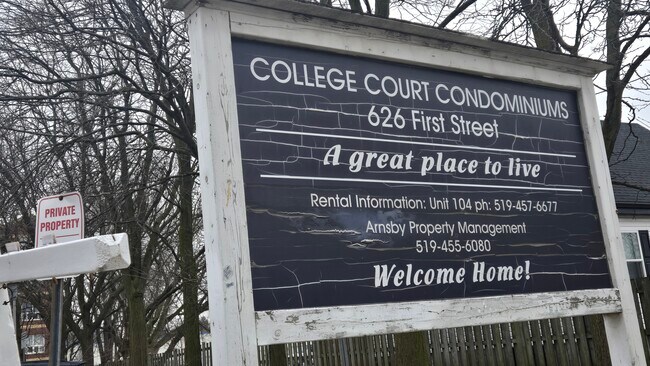 COLLEGE COURT CONDOMINIUMS
626 First Street
A great place to live
Rental Information: Unit 104 ph: 519-457-6677
Arnsby Property Management
519-455-6080
Welcome Home!
PRIVATE
PROPERTY